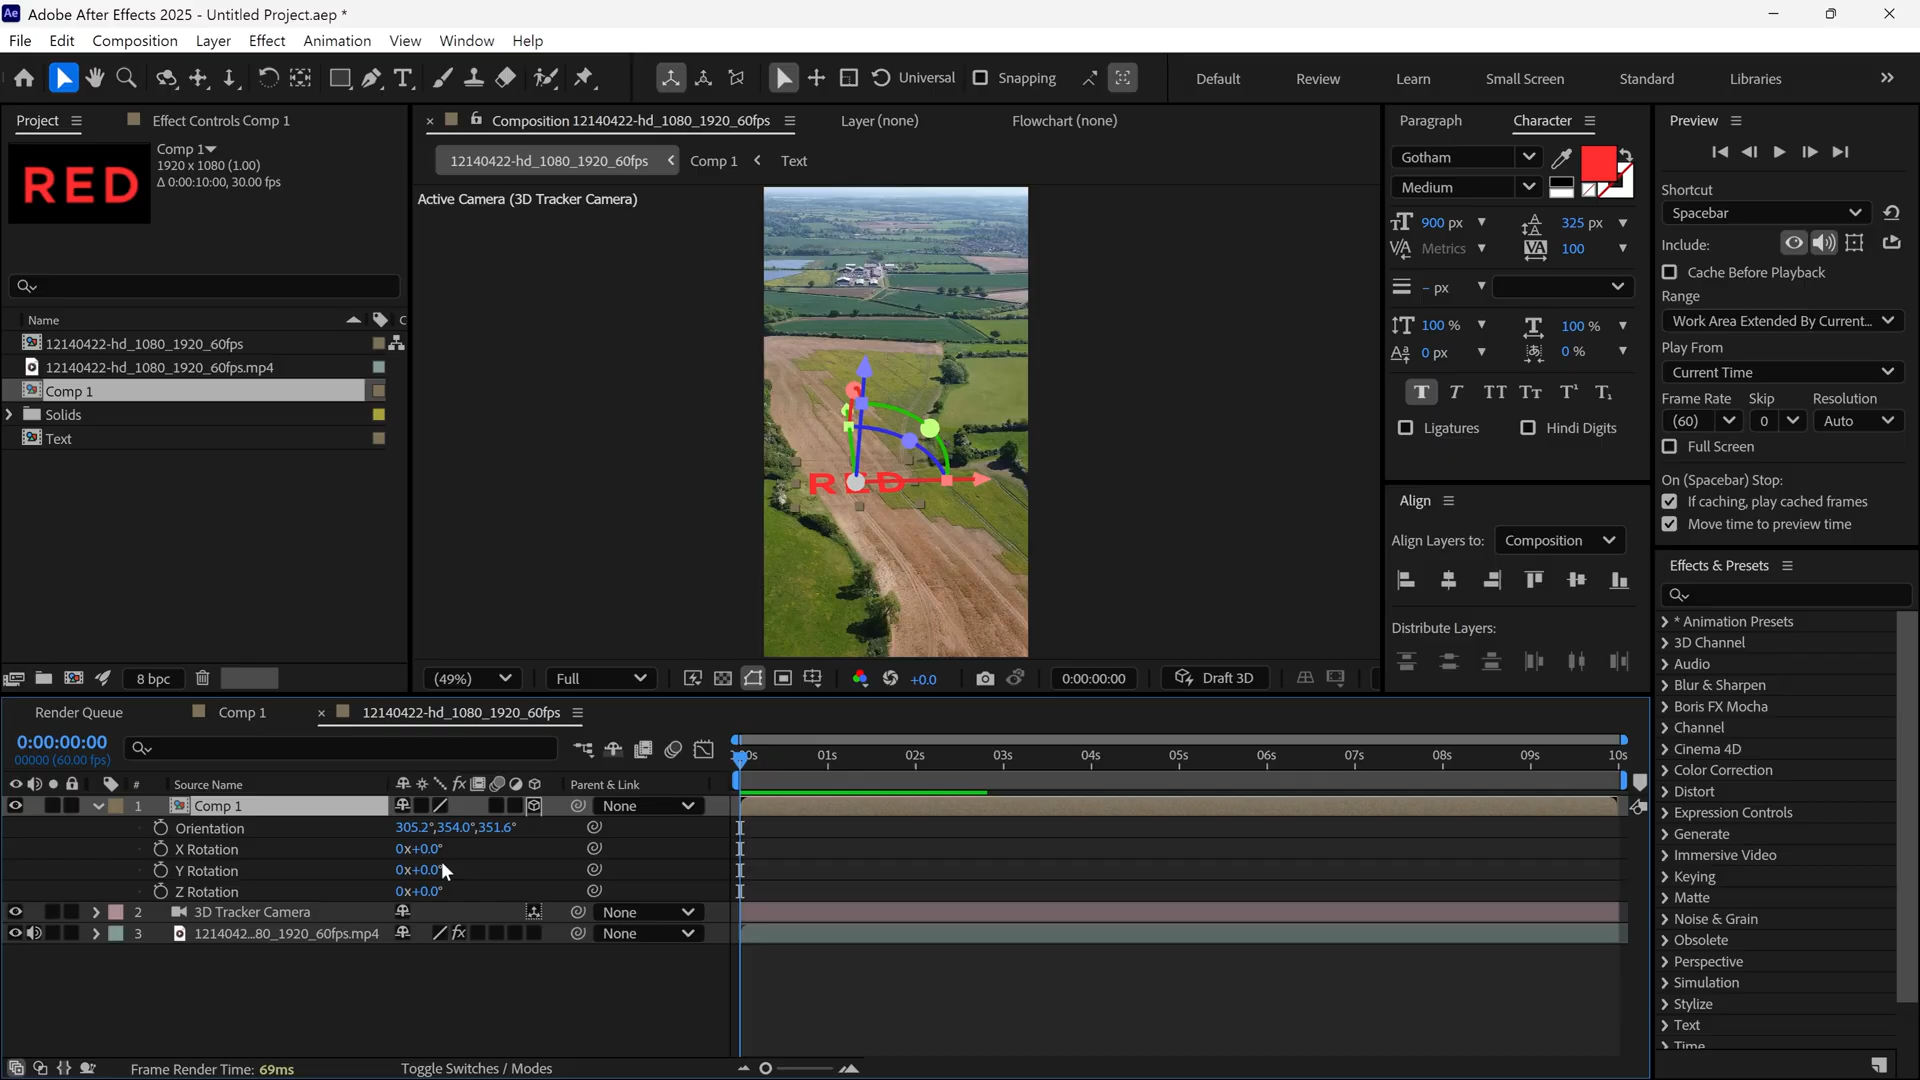 Ae Adobe After Effects 2025 - Untitled Project.aep *
File Edit Composition Layer Effect Animation View Window Help
Universal Snapping Default Review Learn Small Screen Standard Libraries
Project Effect Controls Comp 1
Comp 1
1920 x 1080 (1.00)
Δ 0:00:10:00, 30.00 fps
RED
Name
12140422-hd_1080_1920_60fps
12140422-hd_1080_1920_60fps.mp4
Comp 1
Solids
Text
8 bpc
Composition 12140422-hd_1080_1920_60fps Layer (none) Flowchart (none)
12140422-hd_1080_1920_60fps Comp 1 Text
Active Camera (3D Tracker Camera)
RED
(49%) Full +0.0 0:00:00:00 Draft 3D
Paragraph Character
Gotham
Medium
900 px 325 px
Metrics 100
- px
100 % 100 %
0 px 0 %
Ligatures Hindi Digits
Align
Align Layers to: Composition
Distribute Layers:
Preview
Shortcut
Spacebar
Include:
Cache Before Playback
Range
Work Area Extended By Current...
Play From
Current Time
Frame Rate Skip Resolution
(60) 0 Auto
Full Screen
On (Spacebar) Stop:
If caching, play cached frames
Move time to preview time
Effects & Presets
* Animation Presets
3D Channel
Audio
Blur & Sharpen
Boris FX Mocha
Channel
Cinema 4D
Color Correction
Distort
Expression Controls
Generate
Immersive Video
Keying
Matte
Noise & Grain
Obsolete
Perspective
Simulation
Stylize
Text
Time
Render Queue Comp 1 12140422-hd_1080_1920_60fps
0:00:00:00
00000 (60.00 fps)
# Source Name Parent & Link
01s 02s 03s 04s 05s 06s 07s 08s 09s 10s
1 Comp 1 None
Orientation 305.2°,354.0°,351.6°
X Rotation 0x+0.0°
Y Rotation 0x+0.0°
Z Rotation 0x+0.0°
2 3D Tracker Camera None
3 1214042...80_1920_60fps.mp4 None
Frame Render Time: 69ms Toggle Switches / Modes